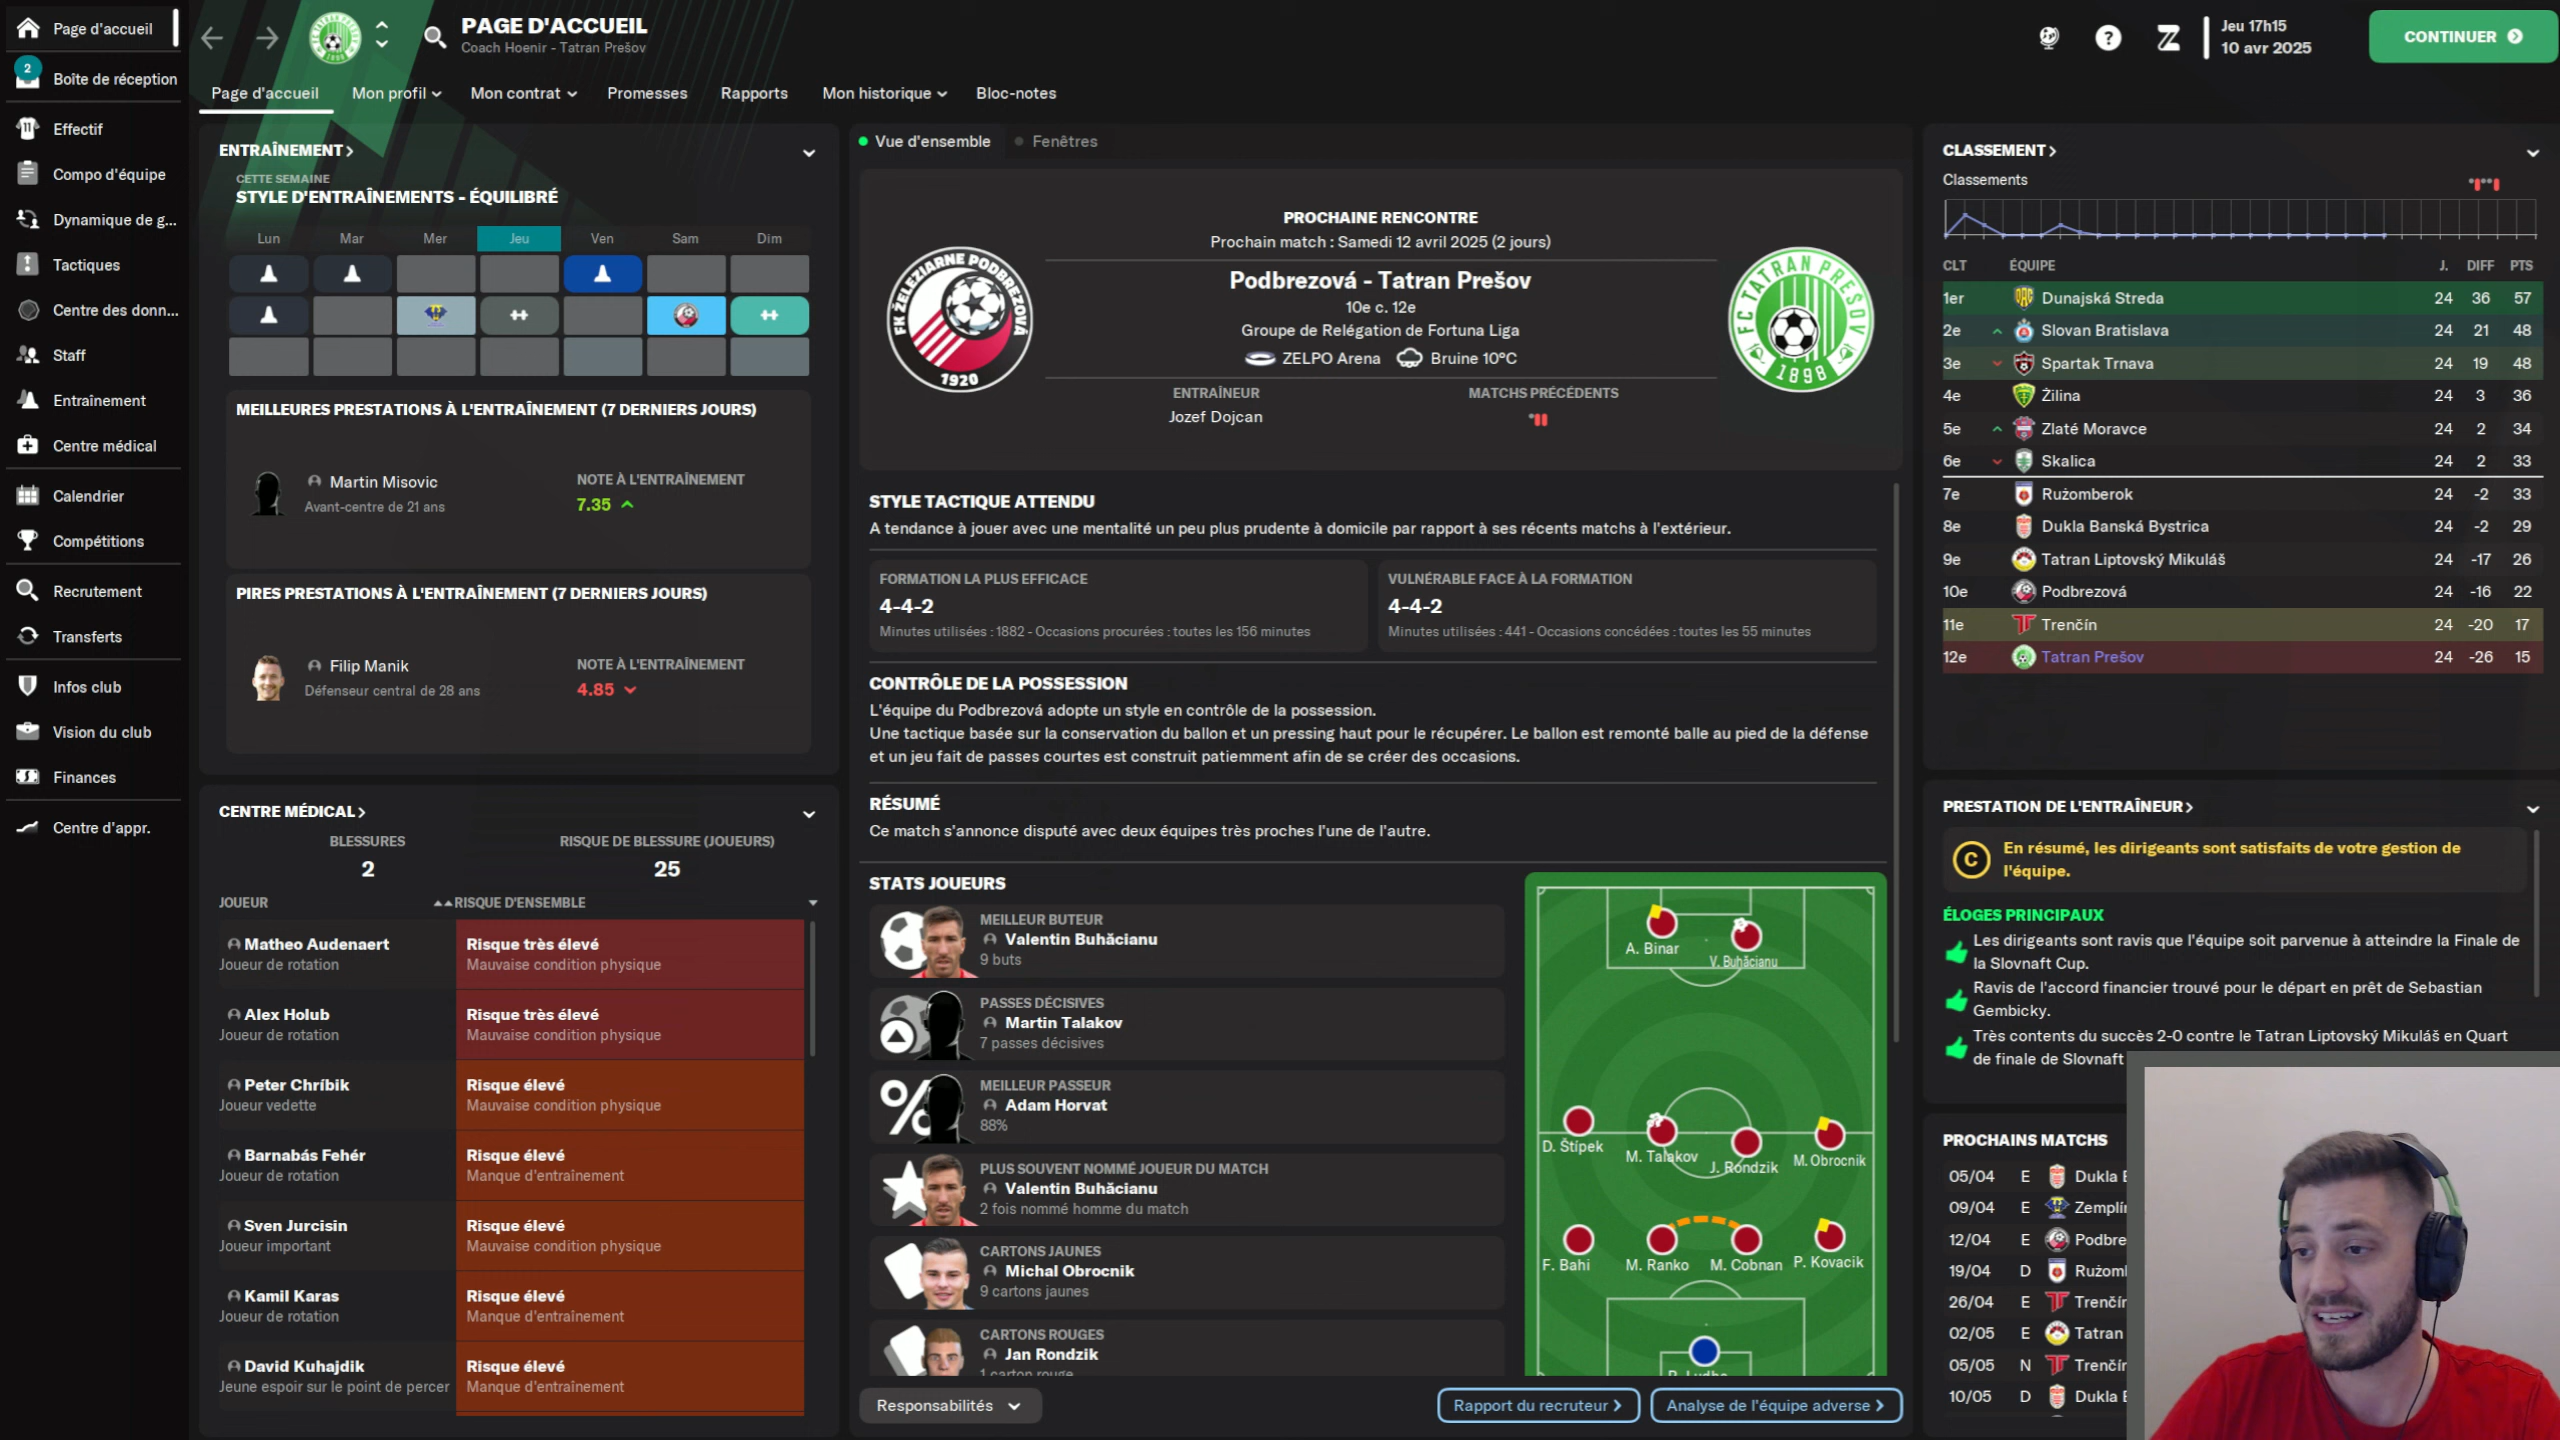 Page d'accueil
2
Boîte de réception
Effectif
Compo d'équipe
Dynamique de g...
Tactiques
Centre des donn...
Staff
Entraînement
Centre médical
Calendrier
Compétitions
Recrutement
Transferts
Infos club
Vision du club
Finances
Centre d'appr.
PAGE D'ACCUEIL
Coach Hoenir - Tatran Prešov
Jeu 17h15
10 avr 2025
CONTINUER
Page d'accueil
Mon profil
Mon contrat
Promesses
Rapports
Mon historique
Bloc-notes
ENTRAÎNEMENT
CETTE SEMAINE
STYLE D'ENTRAÎNEMENTS - ÉQUILIBRÉ
Lun Mar Mer Jeu Ven Sam Dim
MEILLEURES PRESTATIONS À L'ENTRAÎNEMENT (7 DERNIERS JOURS)
Martin Misovic
Avant-centre de 21 ans
NOTE À L'ENTRAÎNEMENT
7.35
PIRES PRESTATIONS À L'ENTRAÎNEMENT (7 DERNIERS JOURS)
Filip Manik
Défenseur central de 28 ans
NOTE À L'ENTRAÎNEMENT
4.85
CENTRE MÉDICAL
BLESSURES
2
RISQUE DE BLESSURE (JOUEURS)
25
JOUEUR RISQUE D'ENSEMBLE
Matheo Audenaert Risque très élevé
Joueur de rotation Mauvaise condition physique
Alex Holub Risque très élevé
Joueur de rotation Mauvaise condition physique
Peter Chríbik Risque élevé
Joueur vedette Mauvaise condition physique
Barnabás Fehér Risque élevé
Joueur de rotation Manque d'entraînement
Sven Jurcisin Risque élevé
Joueur important Mauvaise condition physique
Kamil Karas Risque élevé
Joueur de rotation Manque d'entraînement
David Kuhajdik Risque élevé
Jeune espoir sur le point de percer Manque d'entraînement
Vue d'ensemble
Fenêtres
PROCHAINE RENCONTRE
Prochain match : Samedi 12 avril 2025 (2 jours)
FK ŽELEZIARNE PODBREZOVÁ
1920
Podbrezová - Tatran Prešov
10e c. 12e
Groupe de Relégation de Fortuna Liga
ZELPO Arena Bruine 10°C
ENTRAÎNEUR
Jozef Dojcan
MATCHS PRÉCÉDENTS
FC TATRAN PREŠOV
1898
STYLE TACTIQUE ATTENDU
A tendance à jouer avec une mentalité un peu plus prudente à domicile par rapport à ses récents matchs à l'extérieur.
FORMATION LA PLUS EFFICACE
4-4-2
Minutes utilisées : 1882 - Occasions procurées : toutes les 156 minutes
VULNÉRABLE FACE À LA FORMATION
4-4-2
Minutes utilisées : 441 - Occasions concédées : toutes les 55 minutes
CONTRÔLE DE LA POSSESSION
L'équipe du Podbrezová adopte un style en contrôle de la possession.
Une tactique basée sur la conservation du ballon et un pressing haut pour le récupérer. Le ballon est remonté balle au pied de la défense
et un jeu fait de passes courtes est construit patiemment afin de se créer des occasions.
RÉSUMÉ
Ce match s'annonce disputé avec deux équipes très proches l'une de l'autre.
STATS JOUEURS
MEILLEUR BUTEUR
Valentin Buhăcianu
9 buts
PASSES DÉCISIVES
Martin Talakov
7 passes décisives
MEILLEUR PASSEUR
Adam Horvat
88%
PLUS SOUVENT NOMMÉ JOUEUR DU MATCH
Valentin Buhăcianu
2 fois nommé homme du match
CARTONS JAUNES
Michal Obrocnik
9 cartons jaunes
CARTONS ROUGES
Jan Rondzik
1 carton rouge
A. Binar
V. Buhăcianu
D. Štípek
M. Talakov
J. Rondzik
M. Obrocnik
F. Bahi
M. Ranko
M. Cobnan
P. Kovacik
Responsabilités
Rapport du recruteur
Analyse de l'équipe adverse
CLASSEMENT
Classements
CLT ÉQUIPE J. DIFF PTS
1er Dunajská Streda 24 36 57
2e Slovan Bratislava 24 21 48
3e Spartak Trnava 24 19 48
4e Žilina 24 3 36
5e Zlaté Moravce 24 2 34
6e Skalica 24 2 33
7e Ružomberok 24 -2 33
8e Dukla Banská Bystrica 24 -2 29
9e Tatran Liptovský Mikuláš 24 -17 26
10e Podbrezová 24 -16 22
11e Trenčín 24 -20 17
12e Tatran Prešov 24 -26 15
PRESTATION DE L'ENTRAÎNEUR
C
En résumé, les dirigeants sont satisfaits de votre gestion de
l'équipe.
ÉLOGES PRINCIPAUX
Les dirigeants sont ravis que l'équipe soit parvenue à atteindre la Finale de
la Slovnaft Cup.
Ravis de l'accord financier trouvé pour le départ en prêt de Sebastian
Gembicky.
Très contents du succès 2-0 contre le Tatran Liptovský Mikuláš en Quart
de finale de Slovnaft
PROCHAINS MATCHS
05/04 E Dukla
09/04 E Zemplí
12/04 E Podbre
19/04 D Ružom
26/04 E Trenčí
02/05 E Tatran
05/05 N Trenčí
10/05 D Dukla